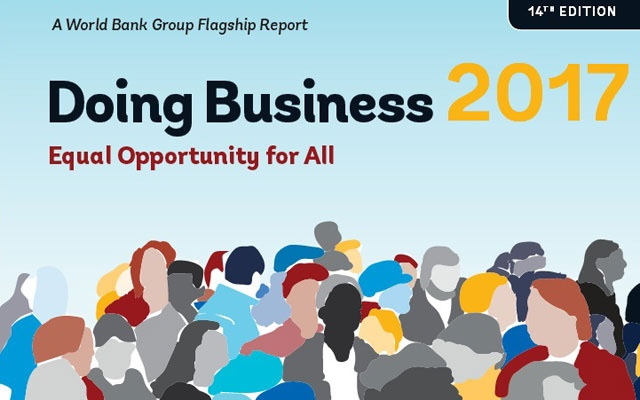 14TH EDITION
A World Bank Group Flagship Report
Doing Business 2017
Equal Opportunity for All